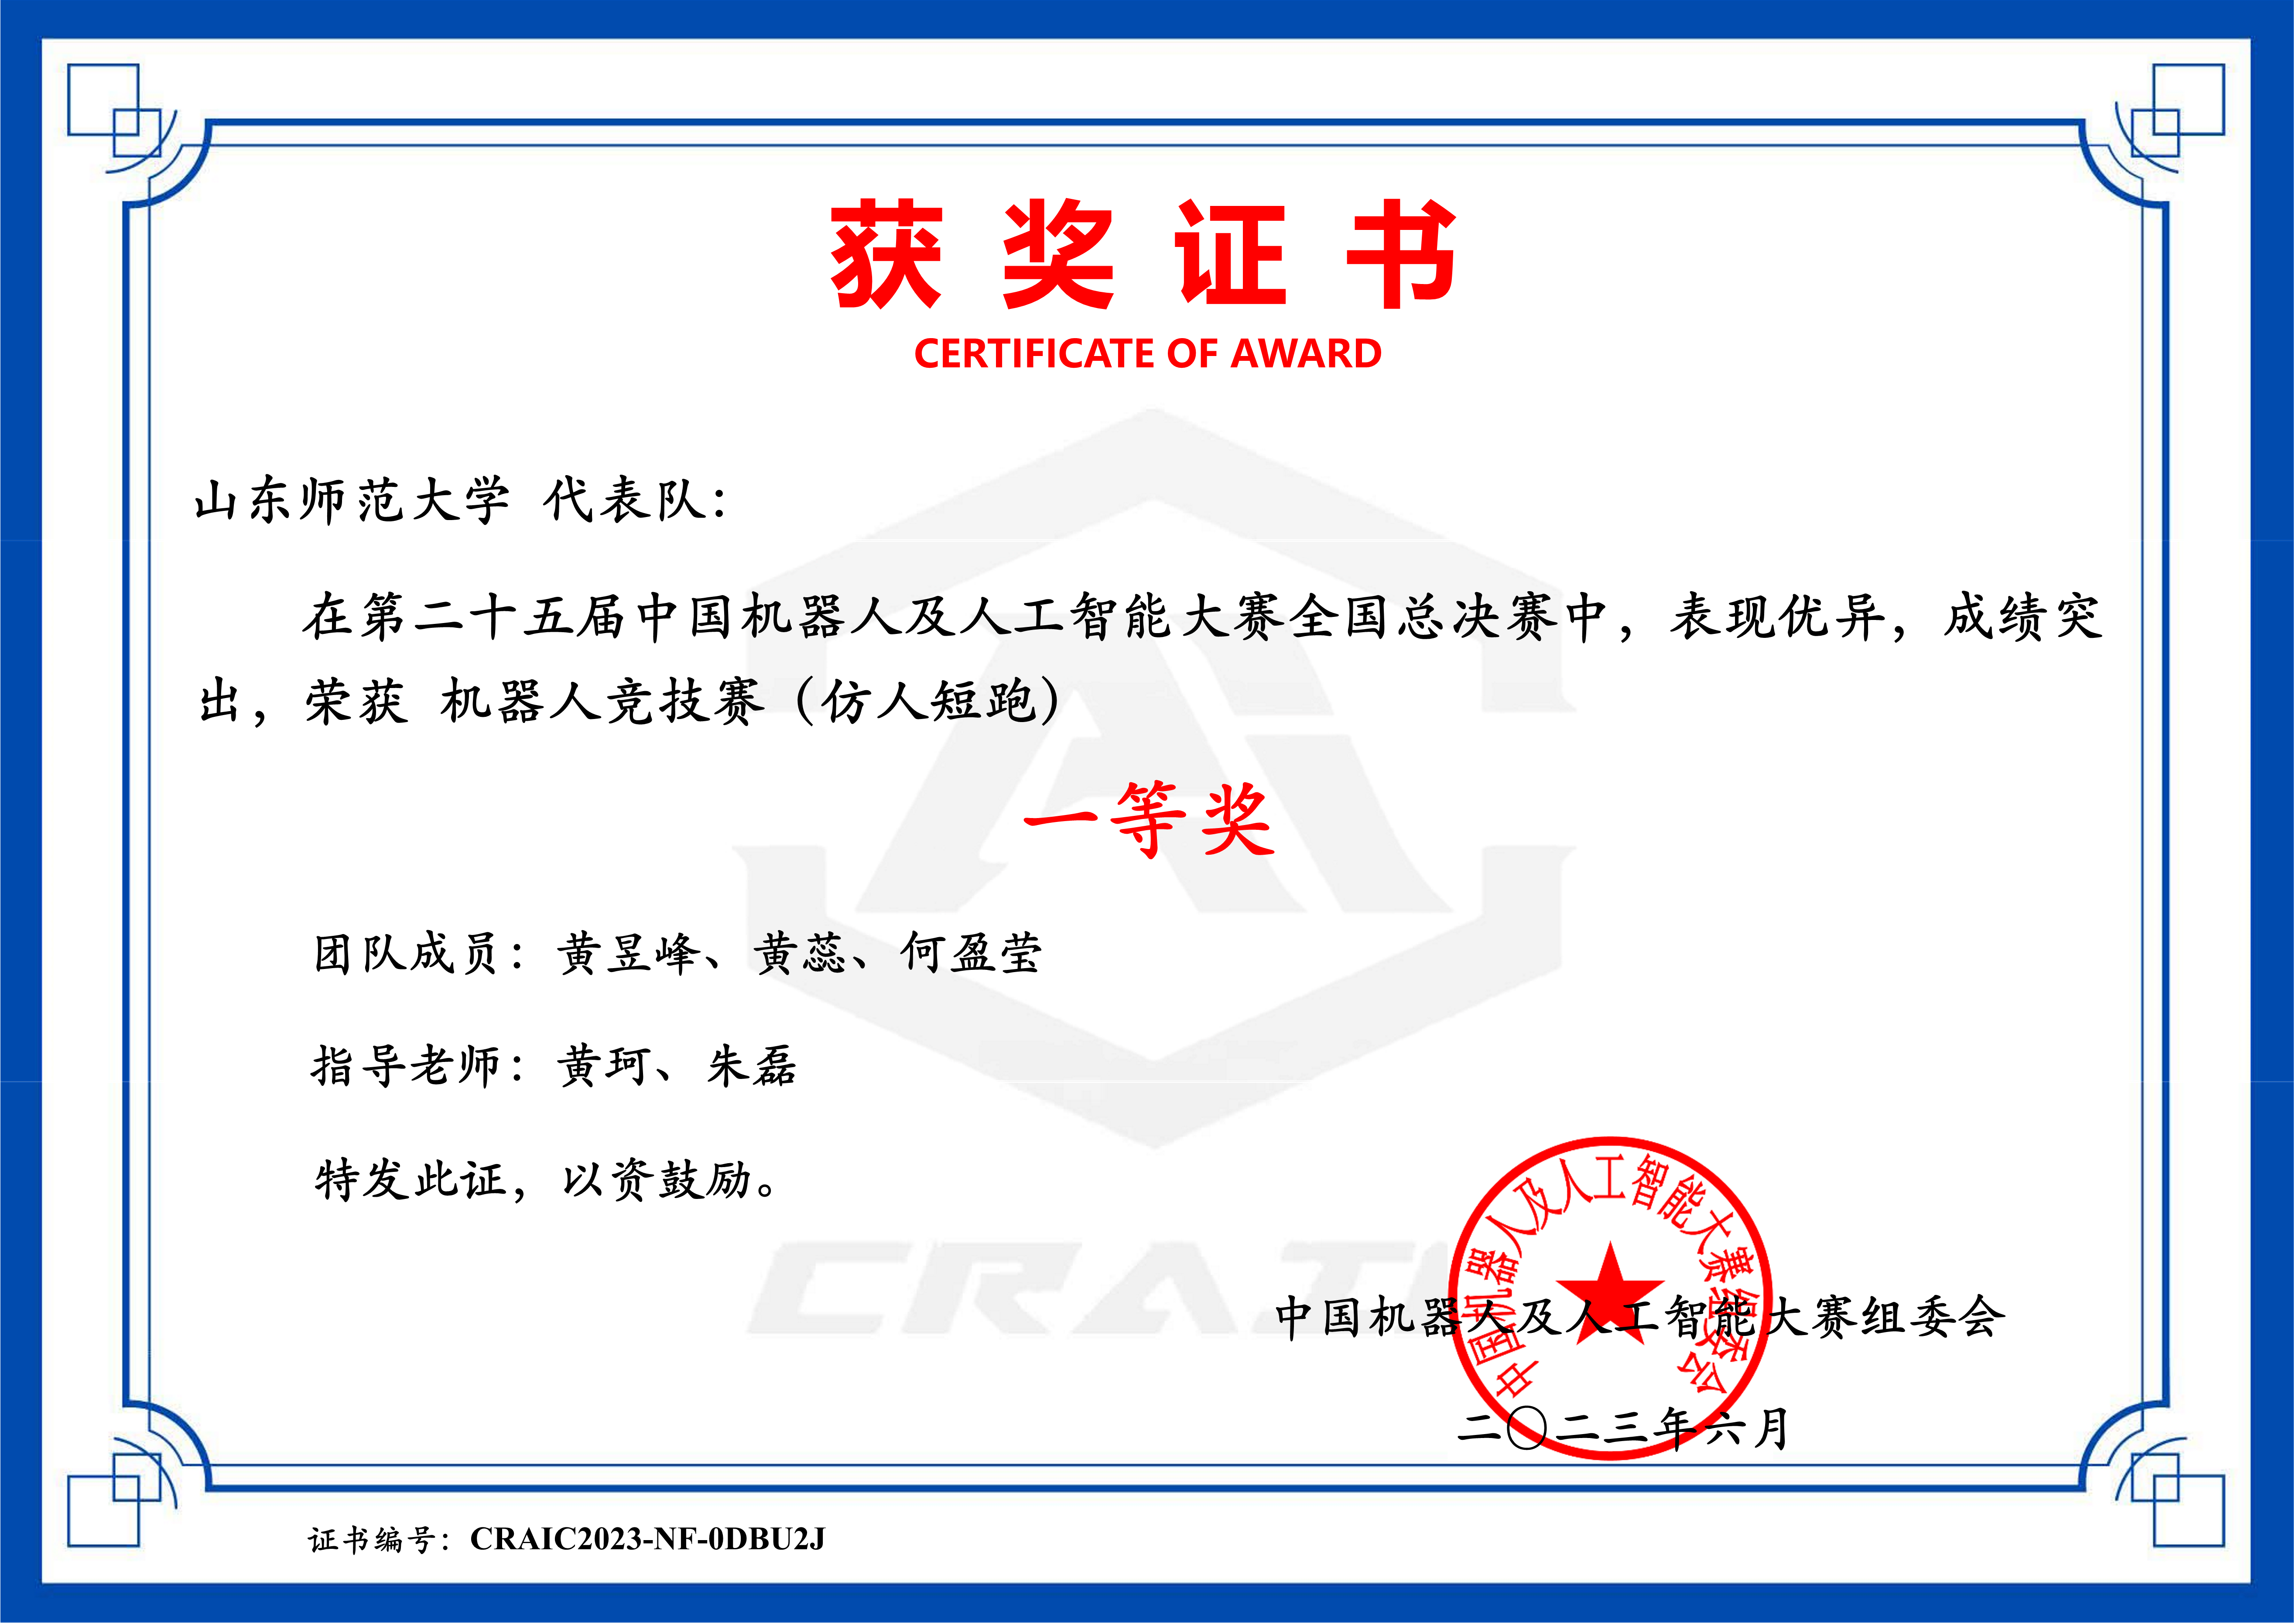 获奖证书
CERTIFICATE OF AWARD
山东师范大学 代表队：
在第二十五届中国机器人及人工智能大赛全国总决赛中，表现优异，成绩突
出，荣获 机器人竞技赛（仿人短跑）
一等奖
团队成员：黄昱峰、黄蕊、何盈莹
指导老师：黄珂、朱磊
特发此证，以资鼓励。
CRAI
中国机器人及人工智能大赛组委会
中国机器人及人工智能大赛组委会
二〇二三年六月
证书编号：CRAIC2023-NF-0DBU2J